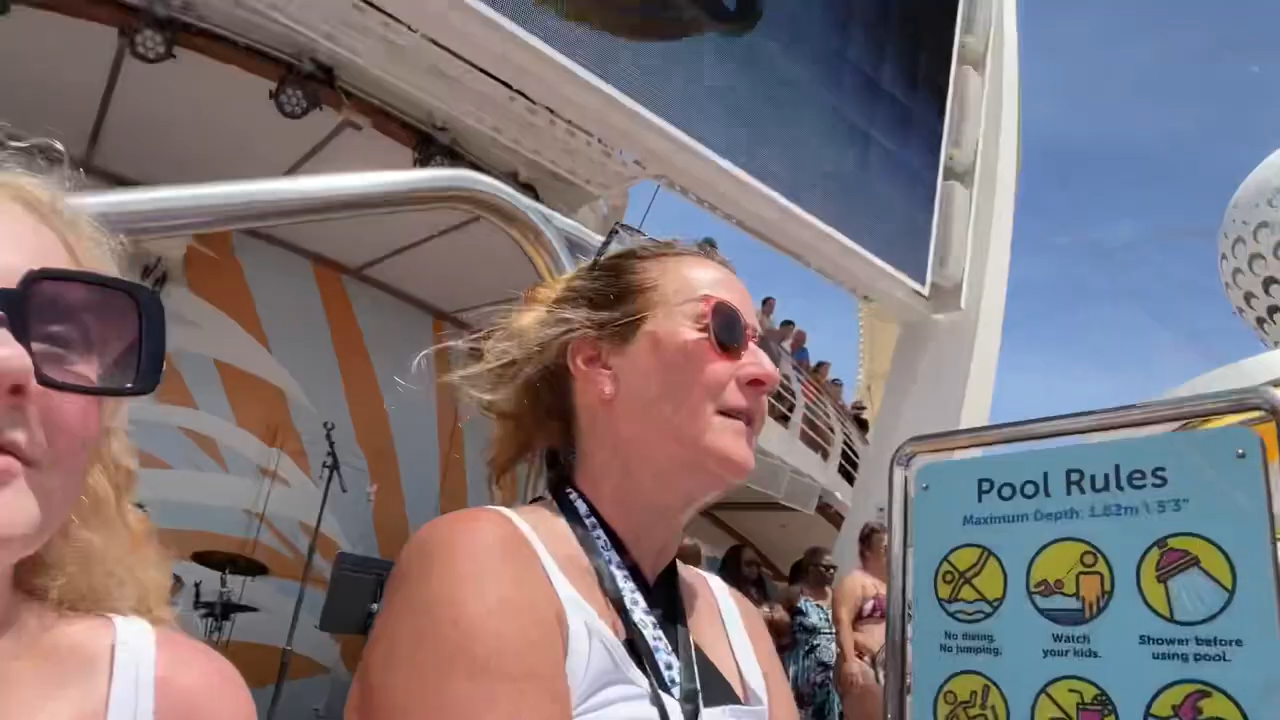 Pool Rules
Maximum Depth: 1.62m \ 5'3"
No diving.
No jumping.
Watch
your kids.
Shower before
using pool.